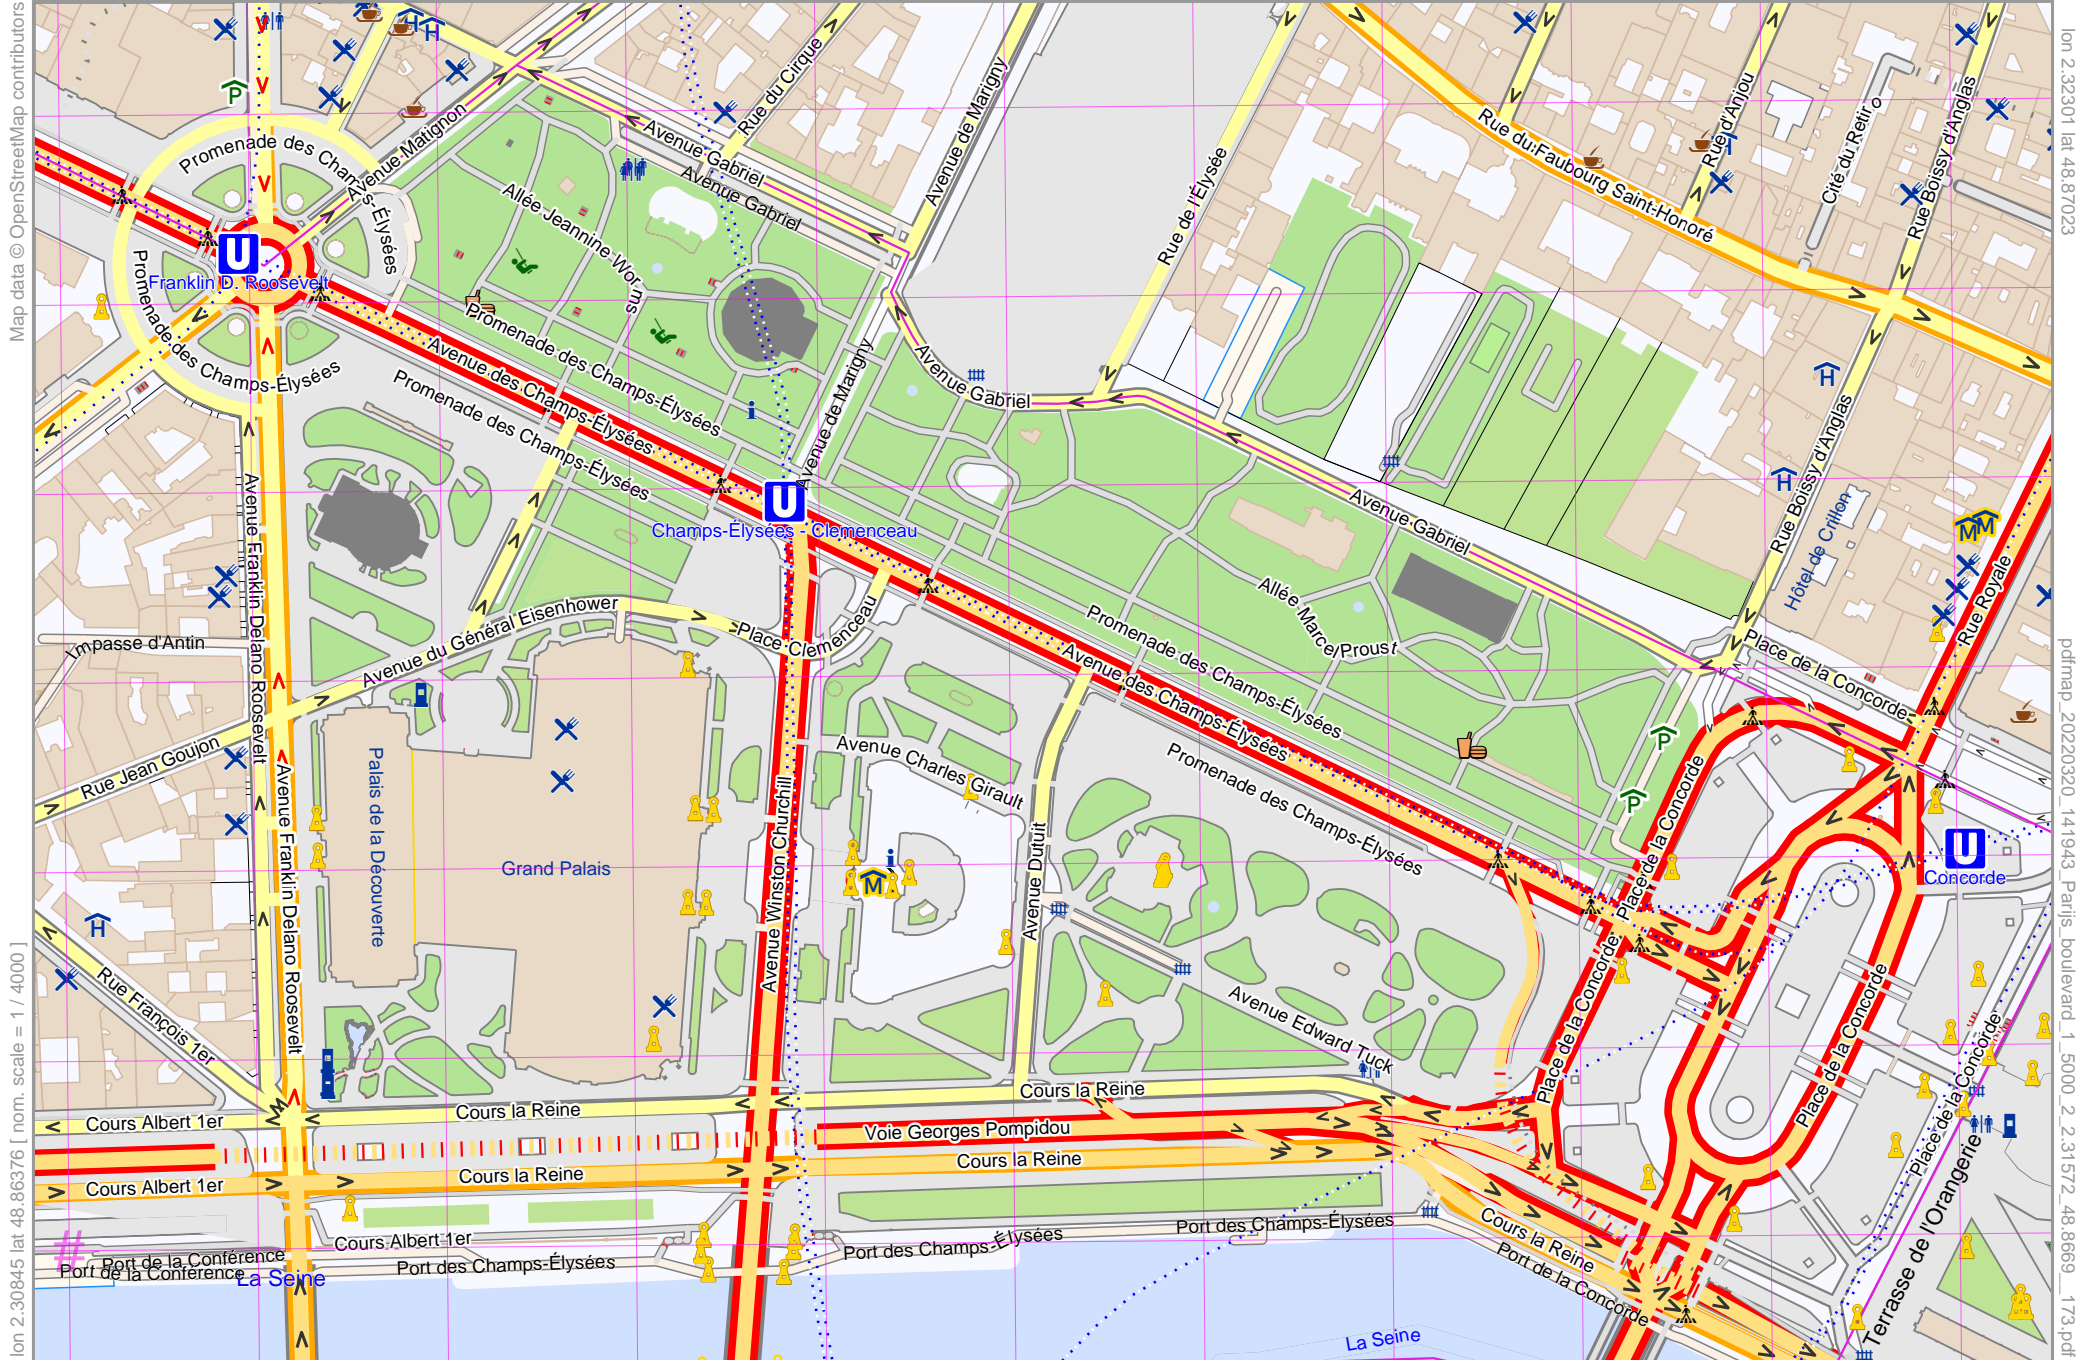 Map data © OpenStreetMap contributors
lon 2.30845 lat 48.86376 [ nom. scale = 1 / 4000 ]
lon 2.32301 lat 48.87023
pdfmap_20220320_141943_Parijs_boulevard_1_5000_2_2.31572_48.8669__173.pdf
Rue du Cirque
Avenue de Marigny
Avenue Matignon
Promenade des Champs-Élysées
Avenue Gabriel
Avenue Gabriel
Rue de l'Élysée
Rue du Faubourg Saint-Honoré
Rue d'Anjou
Cité du Retiro
Rue Boissy d'Anglas
P
H
H
H
U
Franklin D. Roosevelt
Allée Jeannine Worms
Promenade des Champs-Élysées
Promenade des Champs-Élysées
Avenue des Champs-Élysées
Promenade des Champs-Élysées
Avenue de Marigny
Avenue Gabriel
H
Rue Boissy d'Anglas
H
Hôtel de Crillon
U
Champs-Élysées - Clemenceau
Avenue Gabriel
M
M
Rue Royale
Avenue Franklin Delano Roosevelt
Impasse d'Antin
Avenue du Général Eisenhower
Place Clemenceau
Promenade des Champs-Élysées
Allée Marcel Proust
Avenue des Champs-Élysées
Place de la Concorde
Rue Jean Goujon
Palais de la Découverte
Grand Palais
Avenue Charles Girault
Promenade des Champs-Élysées
P
P
Place de la Concorde
U
Concorde
i
i
M
Avenue Winston Churchill
Avenue Dutuit
Avenue Franklin Delano Roosevelt
H
Rue François 1er
Avenue Edward Tuck
Place de la Concorde
Place de la Concorde
Place de la Concorde
Cours Albert 1er
Cours la Reine
Cours la Reine
Voie Georges Pompidou
Cours Albert 1er
Cours la Reine
Cours la Reine
Cours la Reine
Cours Albert 1er
Port de la Conférence
Port de la Conférence
La Seine
Port des Champs-Élysées
Port des Champs-Élysées
Port des Champs-Élysées
Port de la Concorde
Terrasse de l'Orangerie
La Seine